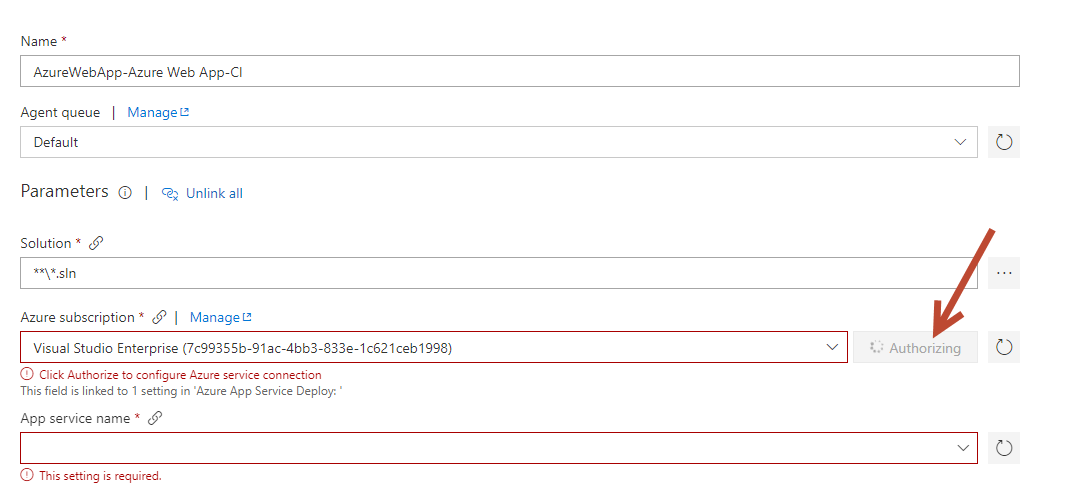 Name *
AzureWebApp-Azure Web App-CI
Agent queue | Manage
Default
Parameters | Unlink all
Solution *
**\*.sln
...
Azure subscription * | Manage
Visual Studio Enterprise (7c99355b-91ac-4bb3-833e-1c621ceb1998)
Authorizing
Click Authorize to configure Azure service connection
This field is linked to 1 setting in 'Azure App Service Deploy: '
App service name *
This setting is required.